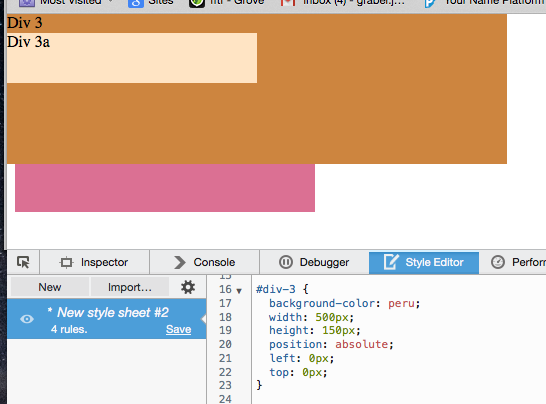 Most Visited Sites mf - Grove Inbox (4) - graber.j... Your Name Platform
Div 3
Div 3a
Inspector Console Debugger Style Editor Perforr
15
New Import... 16 #div-3 {
17 background-color: peru;
* New style sheet #2 18 width: 500px;
4 rules. Save 19 height: 150px;
20 position: absolute;
21 left: 0px;
22 top: 0px;
23 }
24